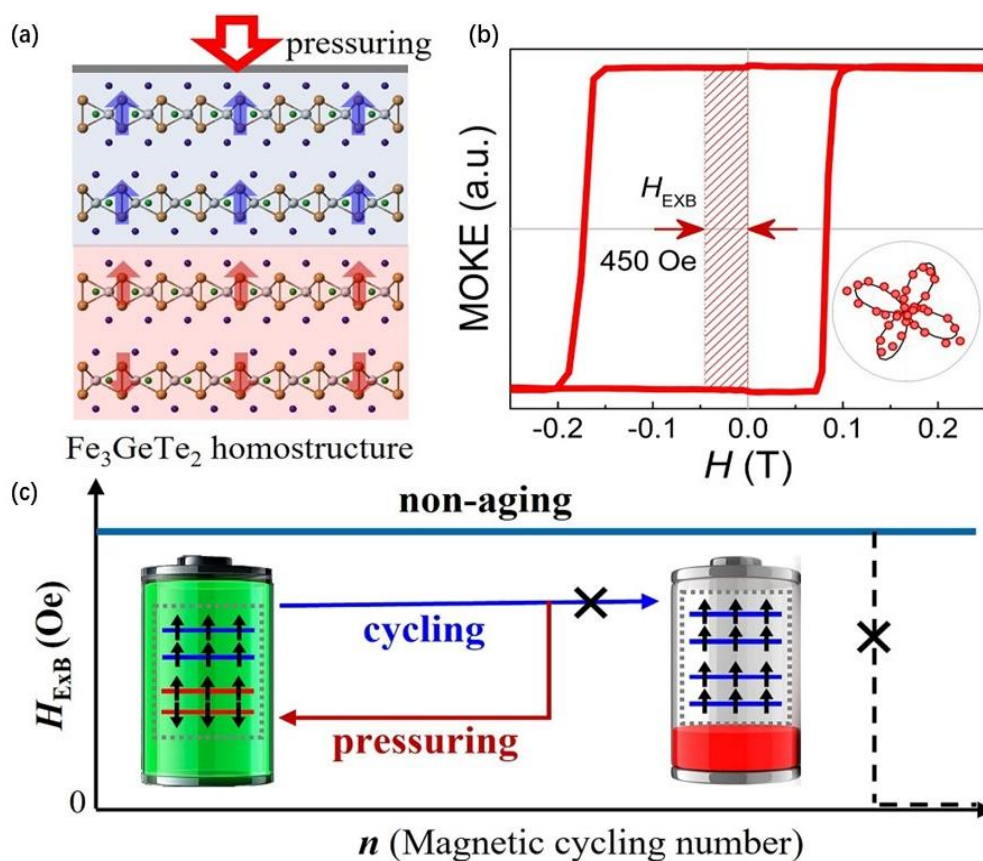 (a)
pressuring
Fe₃GeTe₂ homostructure
(b)
MOKE (a.u.)
H_EXB
450 Oe
-0.2 -0.1 0.0 0.1 0.2
H (T)
(c)
non-aging
H_ExB (Oe)
cycling
pressuring
0
n (Magnetic cycling number)